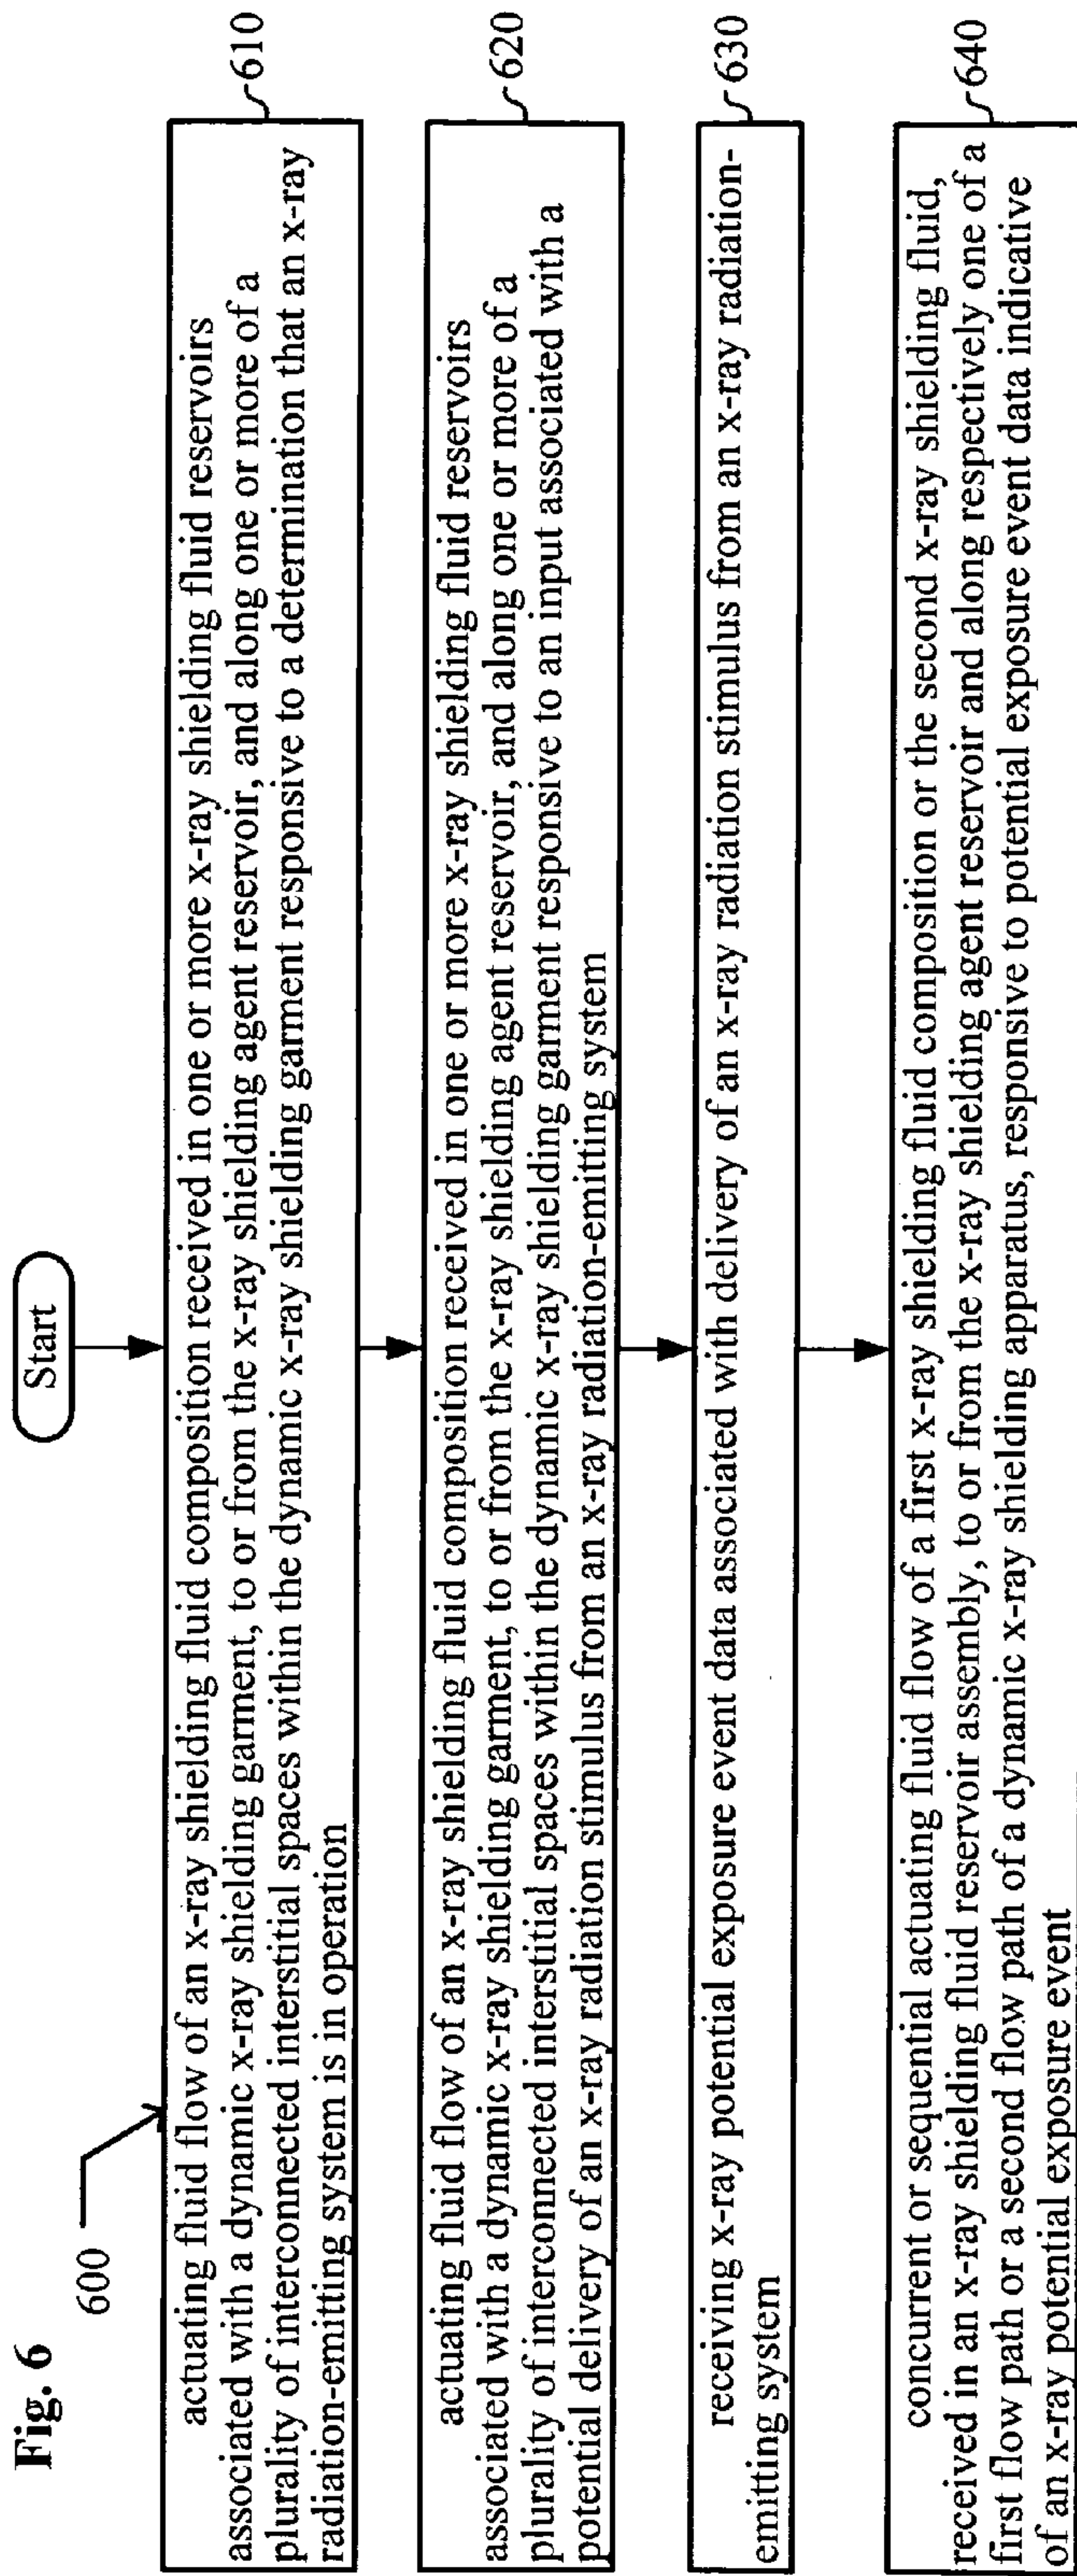 Fig. 6
600
Start
actuating fluid flow of an x-ray shielding fluid composition received in one or more x-ray shielding fluid reservoirs
associated with a dynamic x-ray shielding garment, to or from the x-ray shielding agent reservoir, and along one or more of a
plurality of interconnected interstitial spaces within the dynamic x-ray shielding garment responsive to a determination that an x-ray
radiation-emitting system is in operation
610
actuating fluid flow of an x-ray shielding fluid composition received in one or more x-ray shielding fluid reservoirs
associated with a dynamic x-ray shielding garment, to or from the x-ray shielding agent reservoir, and along one or more of a
plurality of interconnected interstitial spaces within the dynamic x-ray shielding garment responsive to an input associated with a
potential delivery of an x-ray radiation stimulus from an x-ray radiation-emitting system
620
receiving x-ray potential exposure event data associated with delivery of an x-ray radiation stimulus from an x-ray radiation-
emitting system
630
concurrent or sequential actuating fluid flow of a first x-ray shielding fluid composition or the second x-ray shielding fluid,
received in an x-ray shielding fluid reservoir assembly, to or from the x-ray shielding agent reservoir and along respectively one of a
first flow path or a second flow path of a dynamic x-ray shielding apparatus, responsive to potential exposure event data indicative
of an x-ray potential exposure event
640